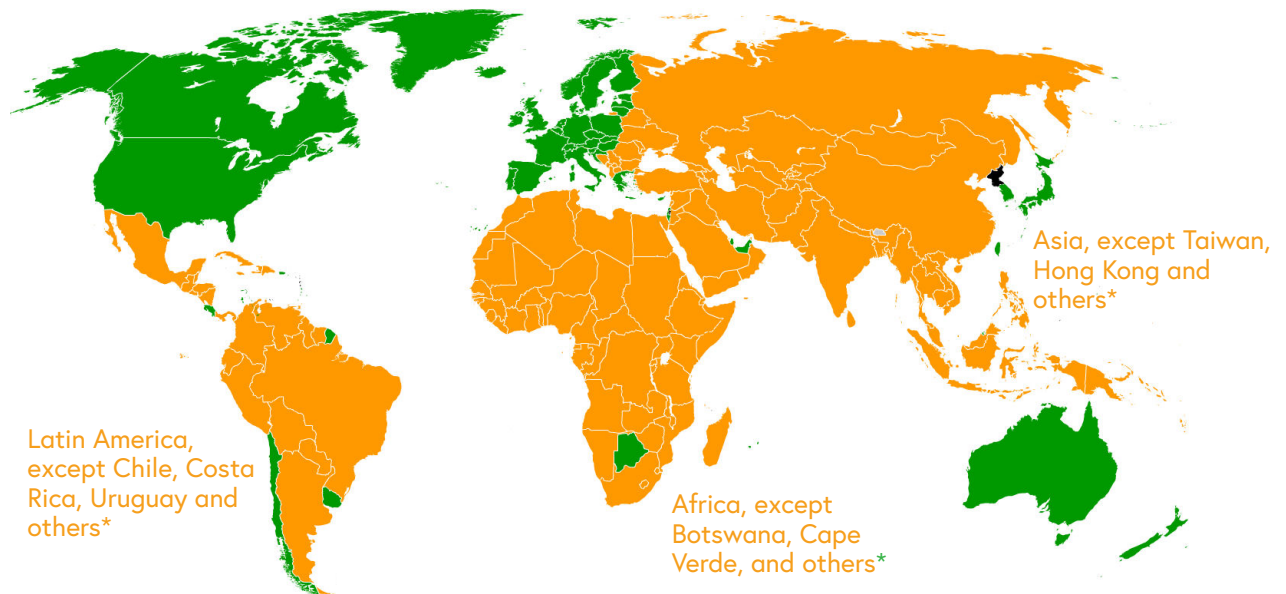 Asia, except Taiwan,
Hong Kong and
others*
Latin America,
except Chile, Costa
Rica, Uruguay and
others*
Africa, except
Botswana, Cape
Verde, and others*